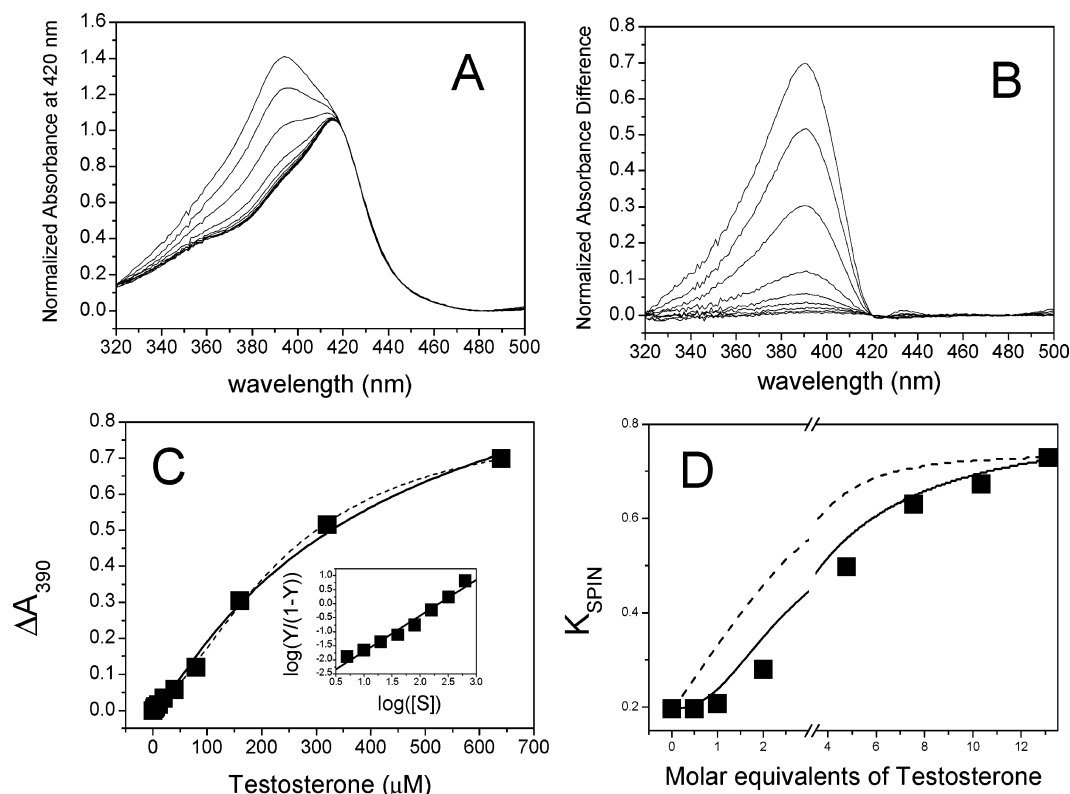 A
Normalized Absorbance at 420 nm
1.6
1.4
1.2
1.0
0.8
0.6
0.4
0.2
0.0
320 340 360 380 400 420 440 460 480 500
wavelength (nm)
B
Normalized Absorbance Difference
0.8
0.7
0.6
0.5
0.4
0.3
0.2
0.1
0.0
320 340 360 380 400 420 440 460 480 500
wavelength (nm)
C
ΔA390
0.8
0.7
0.6
0.5
0.4
0.3
0.2
0.1
0.0
0 100 200 300 400 500 600 700
Testosterone (μM)
log(Y/(1-Y))
1.0
0.5
0.0
-0.5
-1.0
-1.5
-2.0
-2.5
0.5 1.0 1.5 2.0 2.5 3.0
log([S])
D
KSPIN
0.8
0.6
0.4
0.2
0 1 2 4 6 8 10 12
Molar equivalents of Testosterone